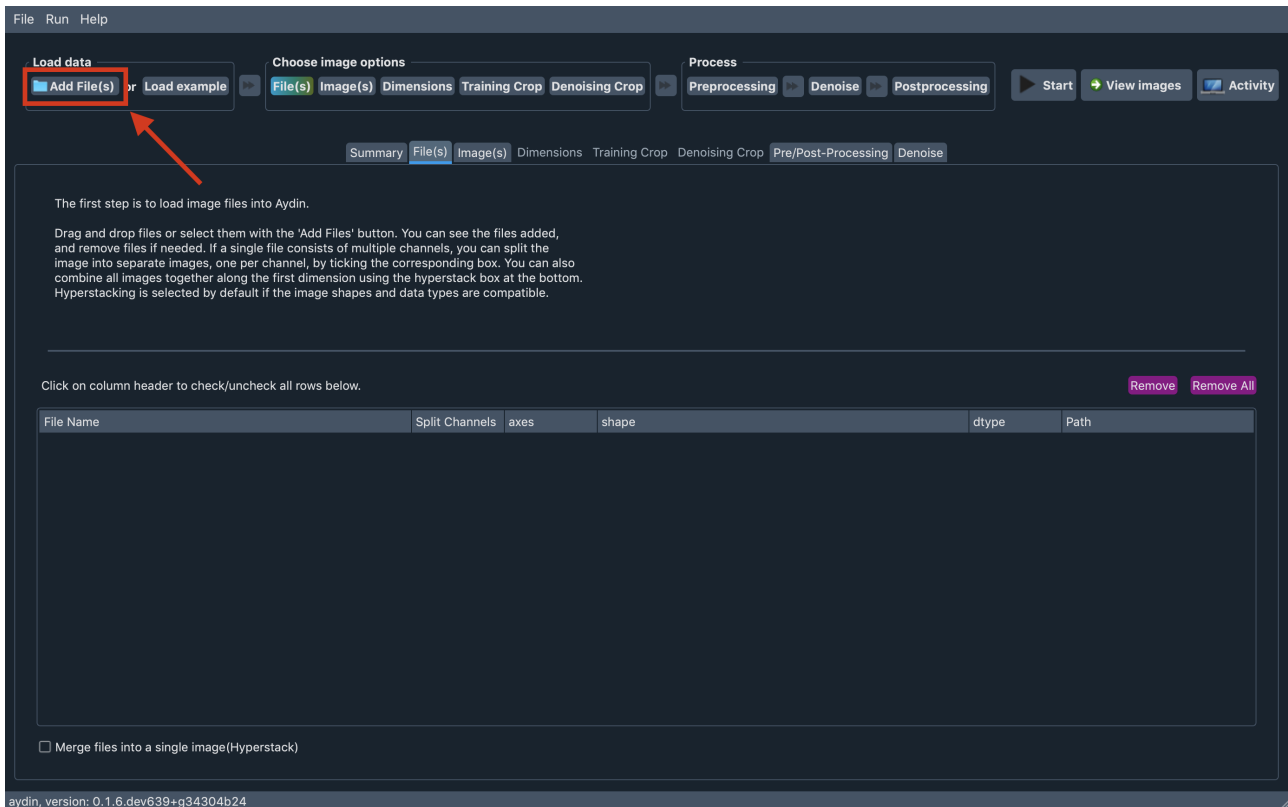 File Run Help
Load data Choose image options Process
Add File(s) or Load example File(s) Image(s) Dimensions Training Crop Denoising Crop Preprocessing Denoise Postprocessing Start View images Activity
Summary File(s) Image(s) Dimensions Training Crop Denoising Crop Pre/Post-Processing Denoise
The first step is to load image files into Aydin.
Drag and drop files or select them with the 'Add Files' button. You can see the files added,
and remove files if needed. If a single file consists of multiple channels, you can split the
image into separate images, one per channel, by ticking the corresponding box. You can also
combine all images together along the first dimension using the hyperstack box at the bottom.
Hyperstacking is selected by default if the image shapes and data types are compatible.
Click on column header to check/uncheck all rows below. Remove Remove All
File Name Split Channels axes shape dtype Path
Merge files into a single image(Hyperstack)
aydin, version: 0.1.6.dev639+g34304b24